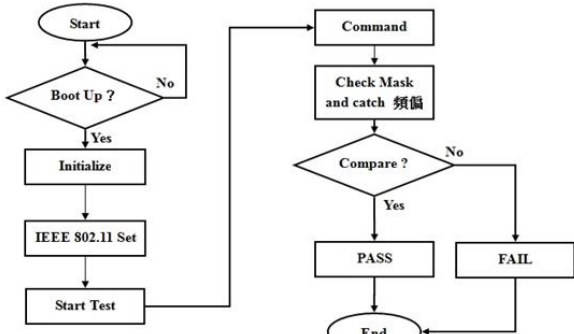 Start
Boot Up ?
No
Yes
Initialize
IEEE 802.11 Set
Start Test
Command
Check Mask
and catch 頻偏
Compare ?
No
Yes
PASS
FAIL
End